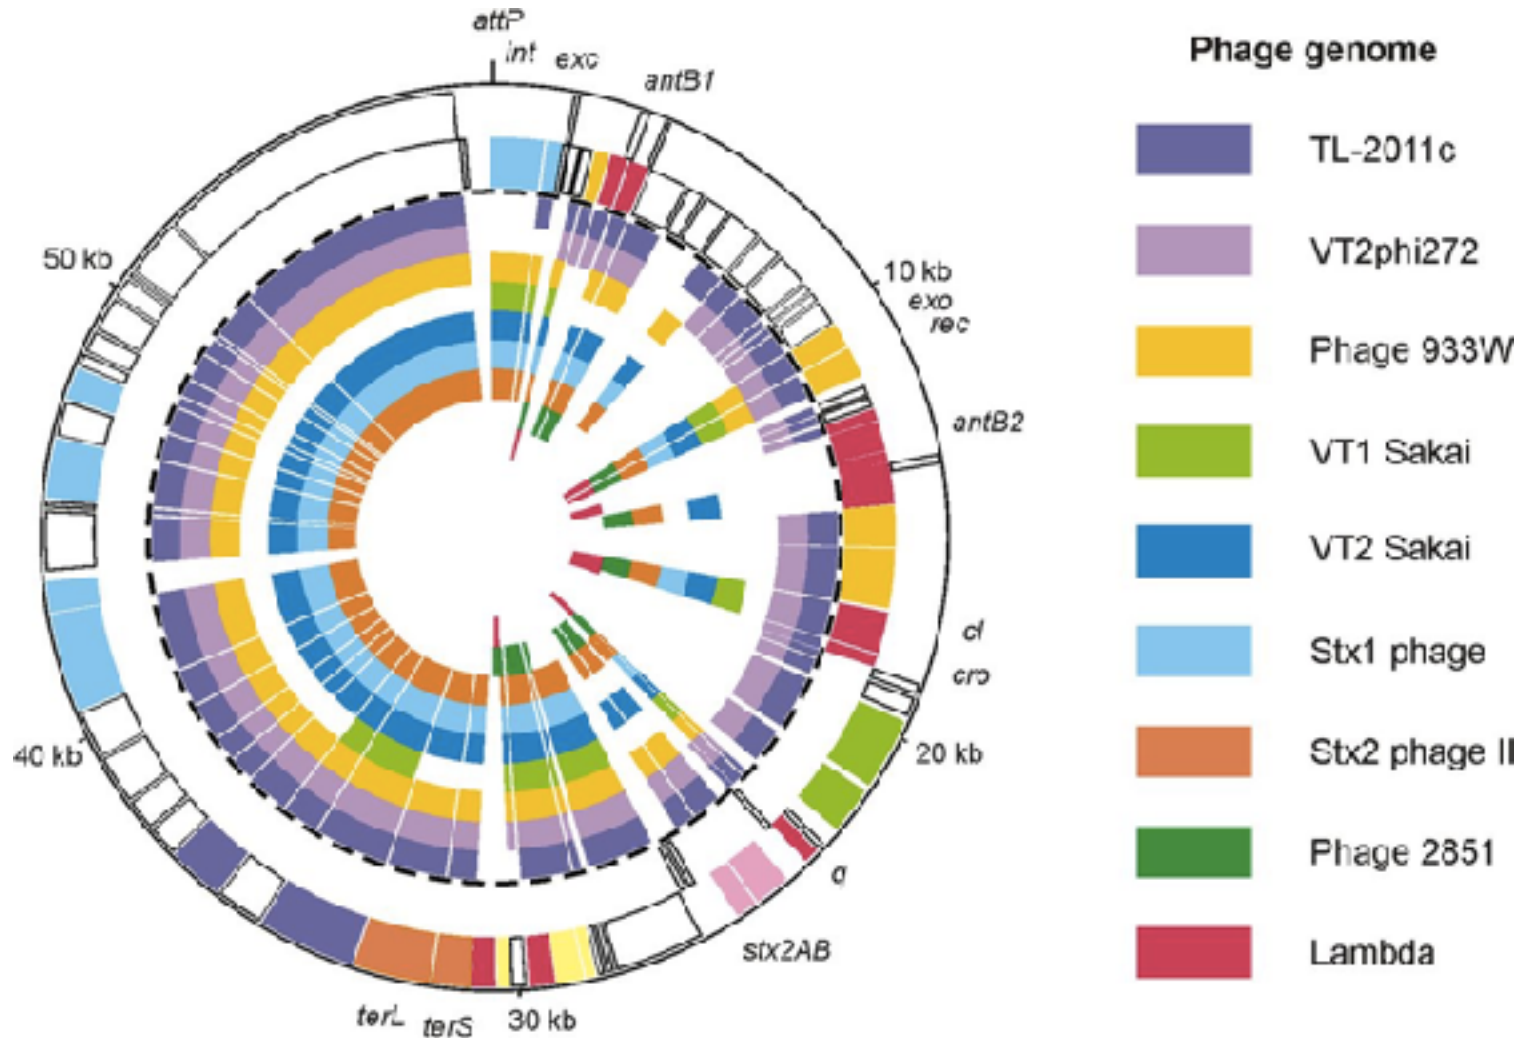 attP
int
exc
antB1
50 kb
10 kb
exo
rec
antB2
cI
cro
40 kb
20 kb
q
stx2AB
terL
terS
30 kb
Phage genome
TL-2011c
VT2phi272
Phage 933W
VT1 Sakai
VT2 Sakai
Stx1 phage
Stx2 phage II
Phage 2851
Lambda